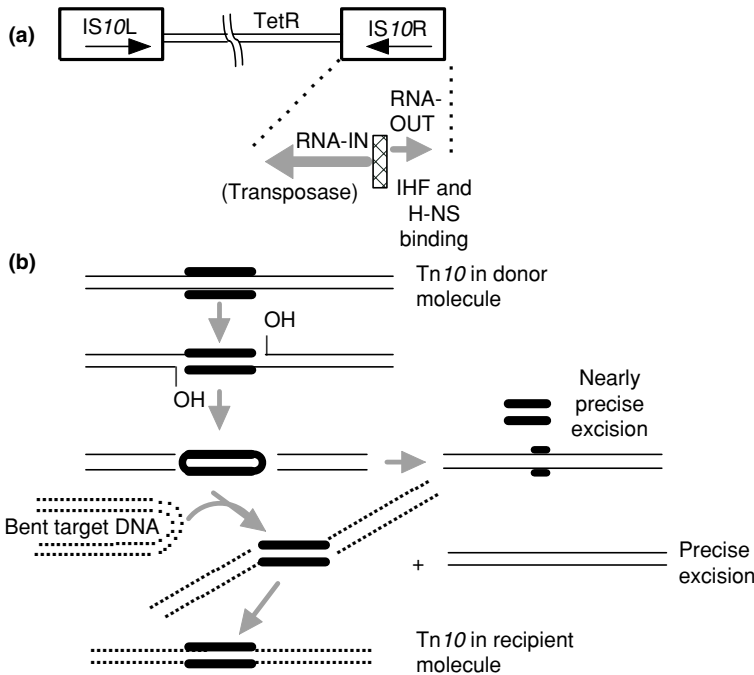 (a)
IS10L
TetR
IS10R
RNA-
OUT
RNA-IN
(Transposase)
IHF and
H-NS
binding
(b)
Tn10 in donor
molecule
OH
OH
Nearly
precise
excision
Bent target DNA
+
Precise
excision
Tn10 in recipient
molecule